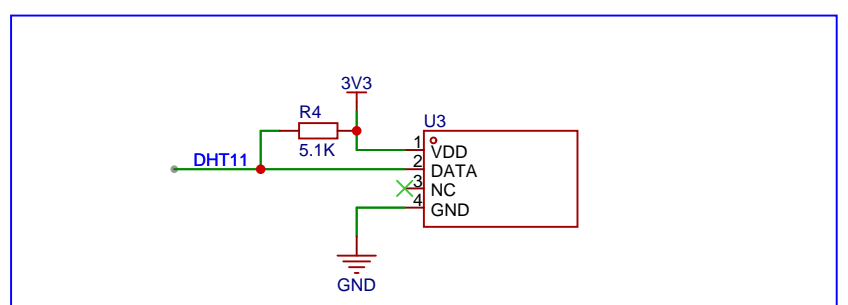 3V3
R4
5.1K
U3
DHT11
1
VDD
2
DATA
3
NC
4
GND
GND